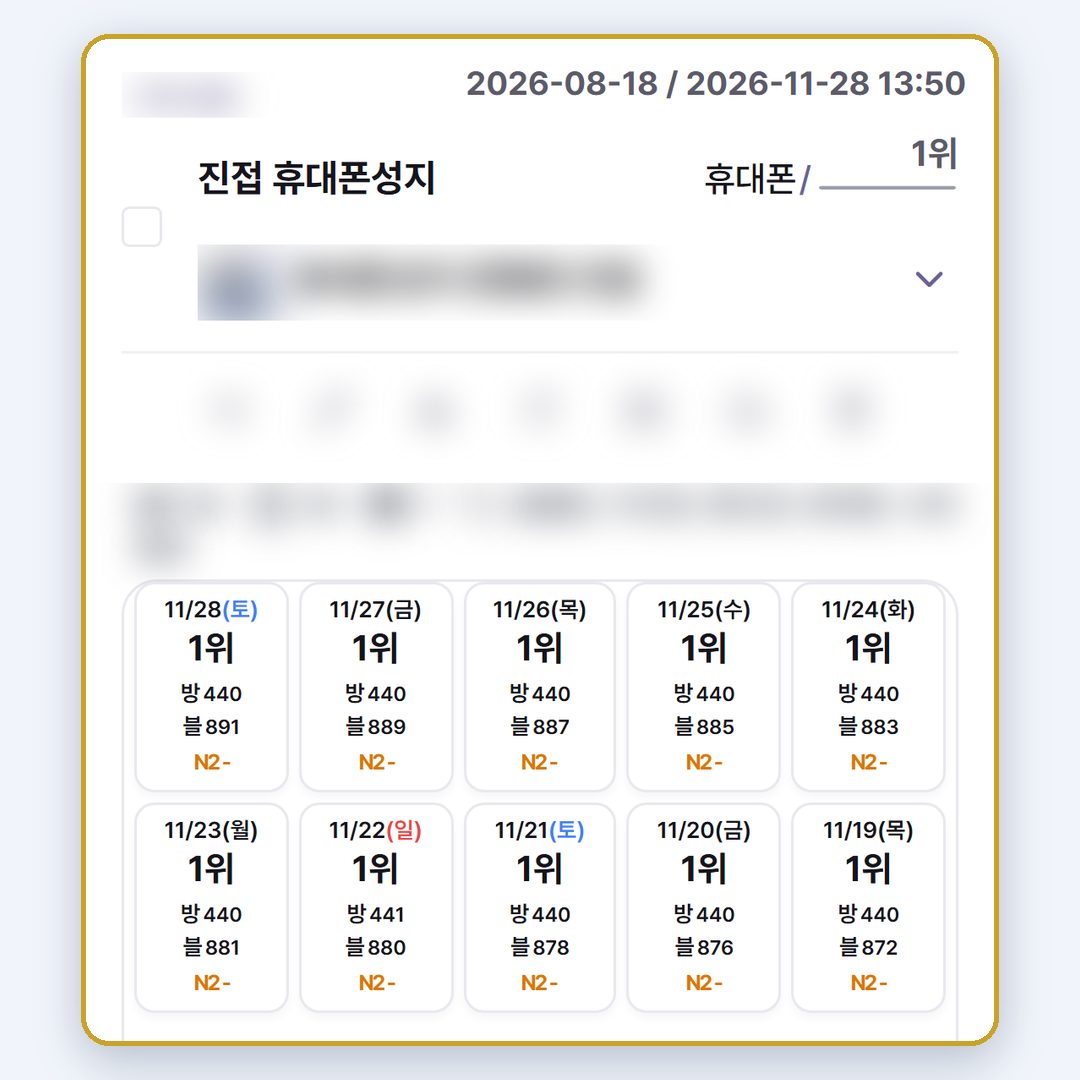 2026-08-18 / 2026-11-28 13:50
진접 휴대폰성지
휴대폰/ 1위
11/28(토) 11/27(금) 11/26(목) 11/25(수) 11/24(화)
1위 1위 1위 1위 1위
방440 방440 방440 방440 방440
블891 블889 블887 블885 블883
N2- N2- N2- N2- N2-
11/23(월) 11/22(일) 11/21(토) 11/20(금) 11/19(목)
1위 1위 1위 1위 1위
방440 방441 방440 방440 방440
블881 블880 블878 블876 블872
N2- N2- N2- N2- N2-